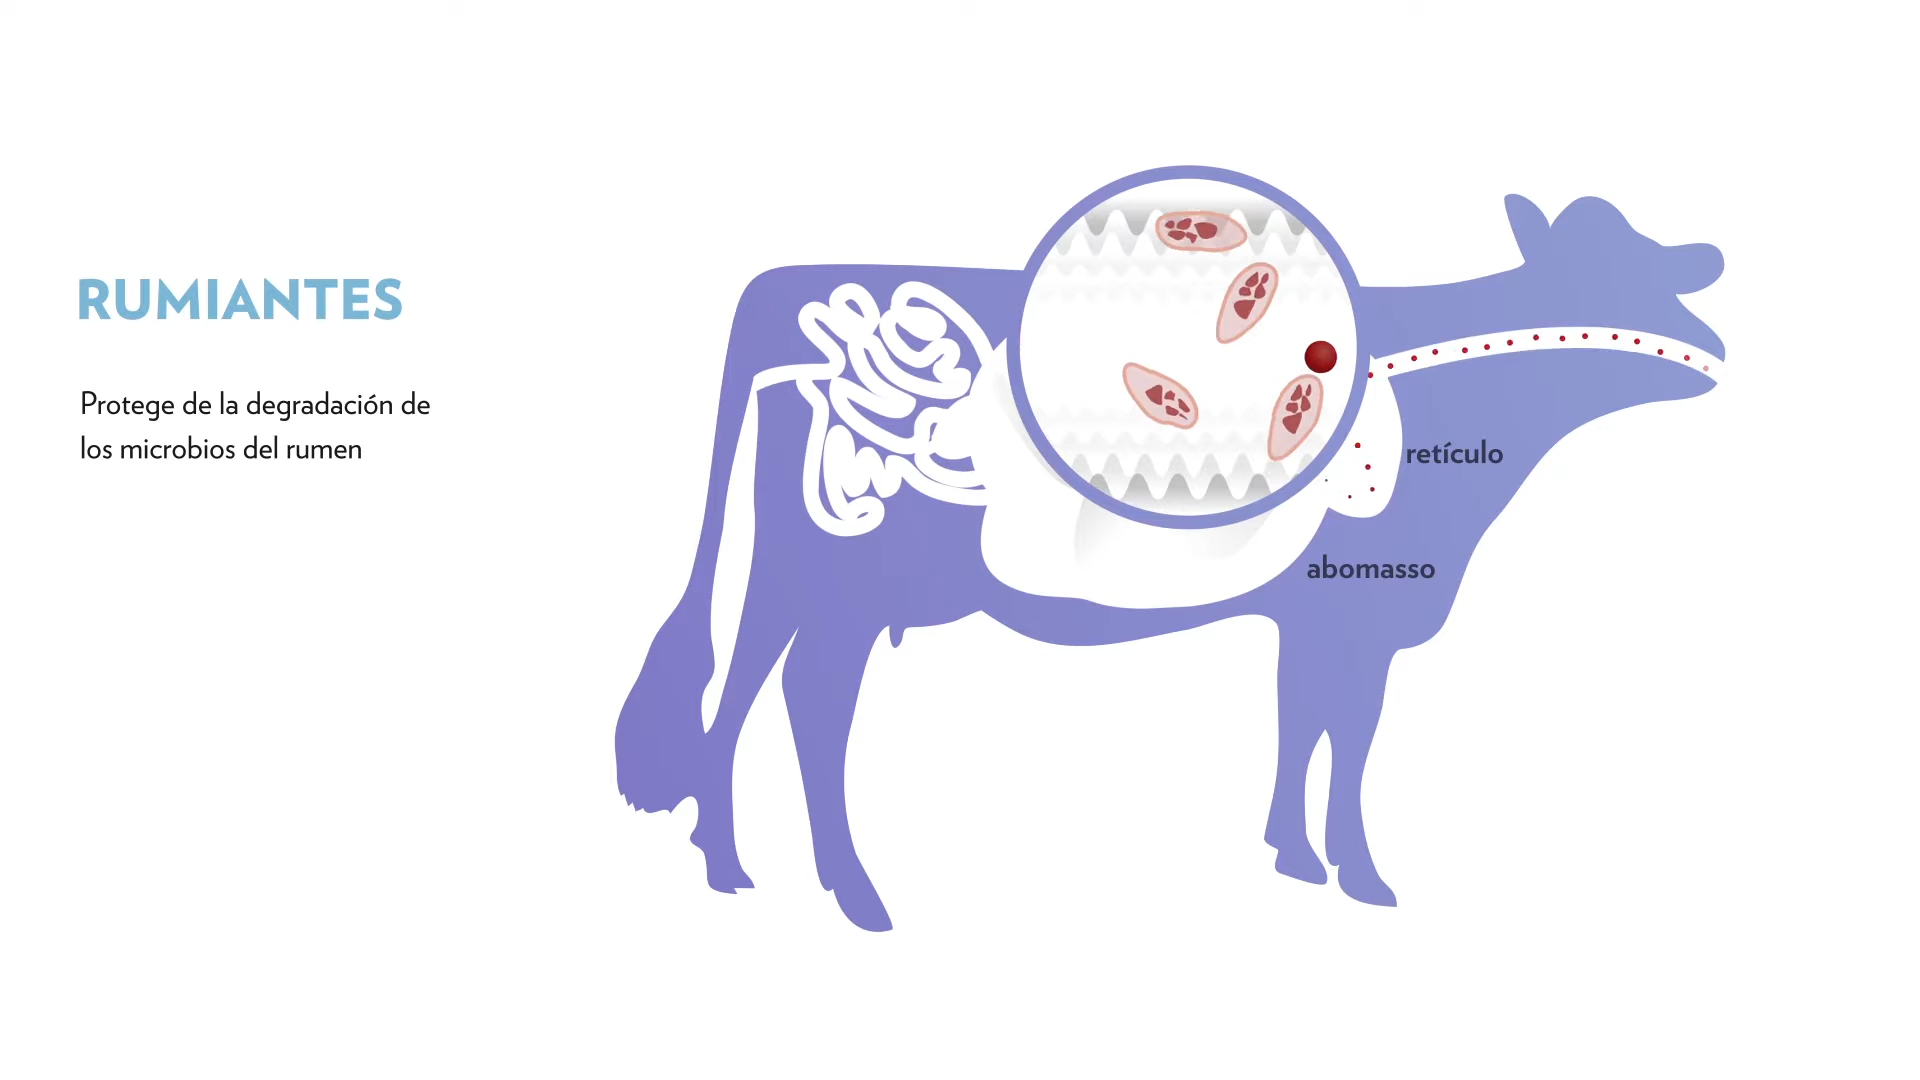 RUMIANTES
Protege de la degradación de
los microbios del rumen
retículo
abomasso